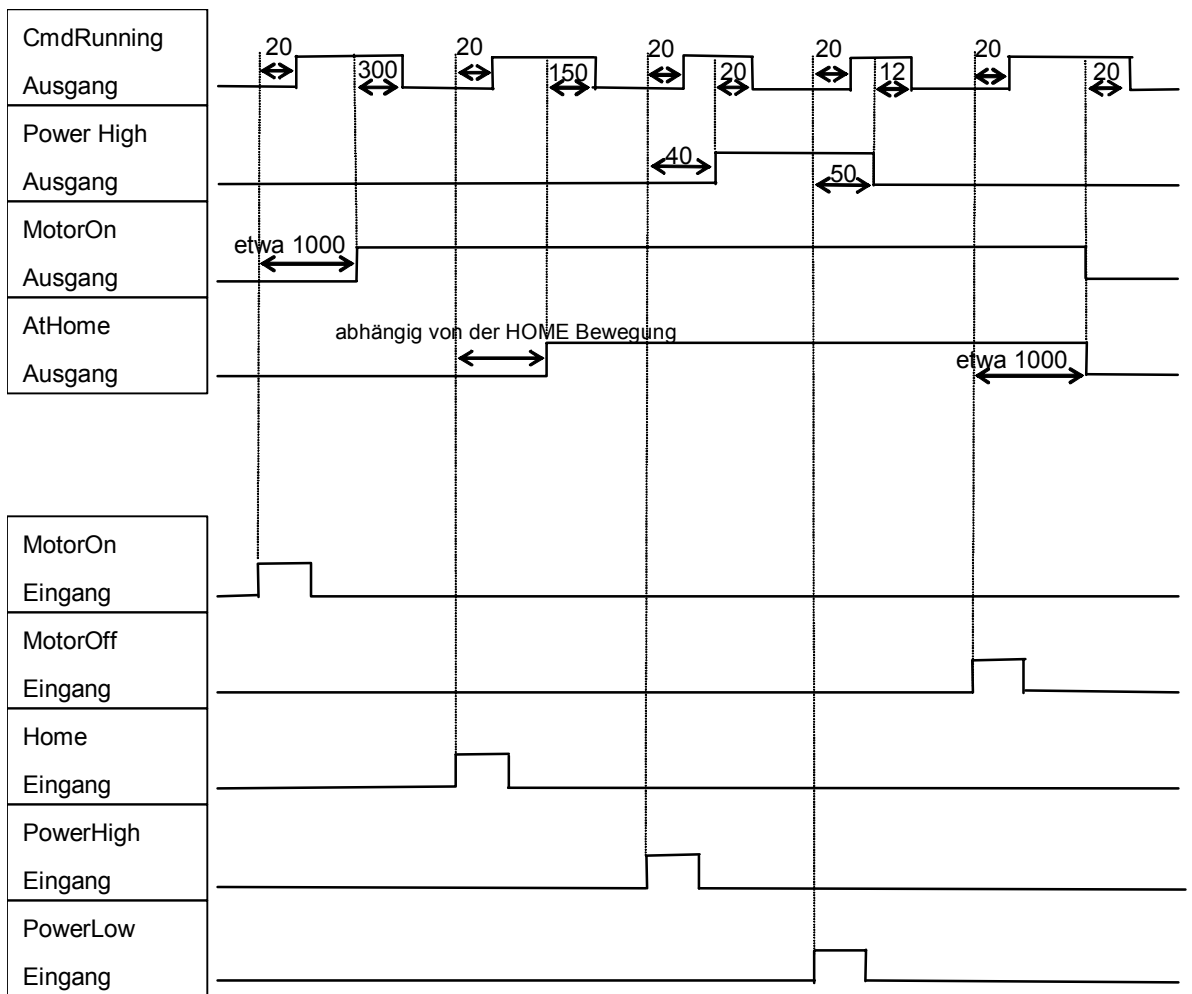 CmdRunning
Ausgang
20
300
20
150
20
20
20
12
20
20
Power High
Ausgang
40
50
MotorOn
Ausgang
etwa 1000
AtHome
Ausgang
abhängig von der HOME Bewegung
etwa 1000
MotorOn
Eingang
MotorOff
Eingang
Home
Eingang
PowerHigh
Eingang
PowerLow
Eingang